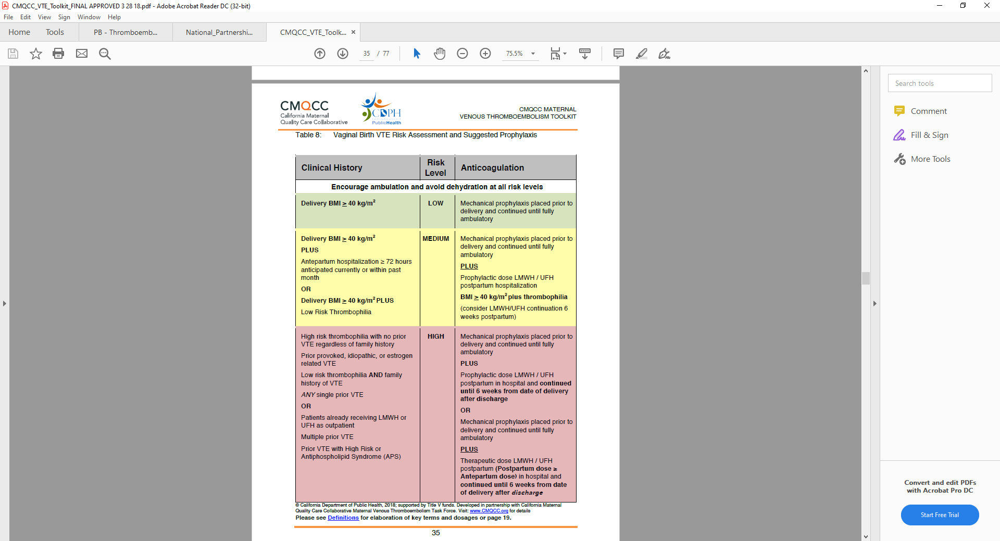 CMQCC_VTE_Toolkit_FINAL APPROVED 3 28 18.pdf - Adobe Acrobat Reader DC (32-bit)
File Edit View Sign Window Help
Home Tools PB - Thromboemb... National_Partnershi... CMQCC_VTE_Toolk... ×
35 / 77 75.5%
Search tools
Comment
Fill & Sign
More Tools
Convert and edit PDFs
with Acrobat Pro DC
Start Free Trial
CMQCC
California Maternal
Quality Care Collaborative
CDPH
PublicHealth
CMQCC MATERNAL
VENOUS THROMBOEMBOLISM TOOLKIT
Table 8: Vaginal Birth VTE Risk Assessment and Suggested Prophylaxis
Clinical History
Risk
Level
Anticoagulation
Encourage ambulation and avoid dehydration at all risk levels
Delivery BMI ≥ 40 kg/m²
LOW
Mechanical prophylaxis placed prior to
delivery and continued until fully
ambulatory
Delivery BMI ≥ 40 kg/m²
PLUS
Antepartum hospitalization ≥ 72 hours
anticipated currently or within past
month
OR
Delivery BMI ≥ 40 kg/m² PLUS
Low Risk Thrombophilia
MEDIUM
Mechanical prophylaxis placed prior to
delivery and continued until fully
ambulatory
PLUS
Prophylactic dose LMWH / UFH
postpartum hospitalization
BMI ≥ 40 kg/m² plus thrombophilia
(consider LMWH/UFH continuation 6
weeks postpartum)
High risk thrombophilia with no prior
VTE regardless of family history
Prior provoked, idiopathic, or estrogen
related VTE
Low risk thrombophilia AND family
history of VTE
ANY single prior VTE
OR
Patients already receiving LMWH or
UFH as outpatient
Multiple prior VTE
Prior VTE with High Risk or
Antiphospholipid Syndrome (APS)
HIGH
Mechanical prophylaxis placed prior to
delivery and continued until fully
ambulatory
PLUS
Prophylactic dose LMWH / UFH
postpartum in hospital and continued
until 6 weeks from date of delivery
after discharge
OR
Mechanical prophylaxis placed prior to
delivery and continued until fully
ambulatory
PLUS
Therapeutic dose LMWH / UFH
postpartum (Postpartum dose ≥
Antepartum dose) in hospital and
continued until 6 weeks from date
of delivery after discharge
© California Department of Public Health, 2018; supported by Title V funds. Developed in partnership with California Maternal
Quality Care Collaborative Maternal Venous Thromboembolism Task Force. Visit: www.CMQCC.org for details
Please see Definitions for elaboration of key terms and dosages or page 19.
35